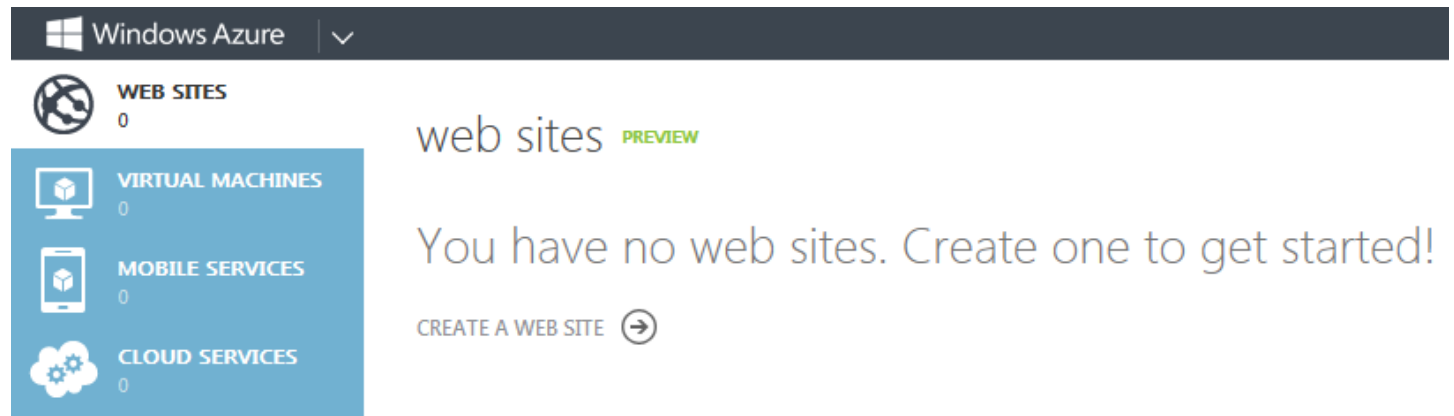 Windows Azure
WEB SITES
0
VIRTUAL MACHINES
0
MOBILE SERVICES
0
CLOUD SERVICES
0
web sites PREVIEW
You have no web sites. Create one to get started!
CREATE A WEB SITE